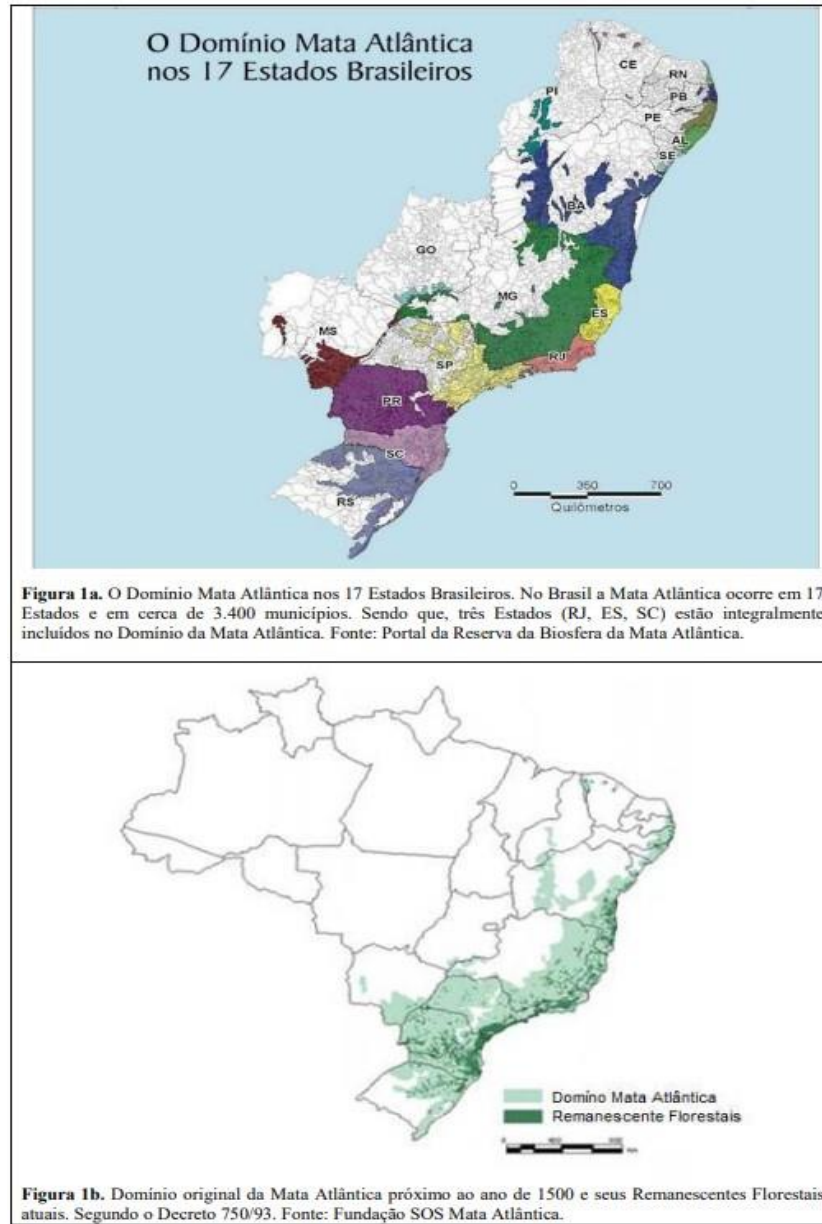 O Domínio Mata Atlântica
nos 17 Estados Brasileiros
CE
RN
PI
PB
PE
AL
SE
BA
GO
MG
MS
ES
SP
RJ
PR
SC
RS
0 350 700
Quilômetros
Figura 1a. O Domínio Mata Atlântica nos 17 Estados Brasileiros. No Brasil a Mata Atlântica ocorre em 17
Estados e em cerca de 3.400 municípios. Sendo que, três Estados (RJ, ES, SC) estão integralmente
incluídos no Domínio da Mata Atlântica. Fonte: Portal da Reserva da Biosfera da Mata Atlântica.
Domíno Mata Atlântica
Remanescente Florestais
Figura 1b. Domínio original da Mata Atlântica próximo ao ano de 1500 e seus Remanescentes Florestais
atuais. Segundo o Decreto 750/93. Fonte: Fundação SOS Mata Atlântica.